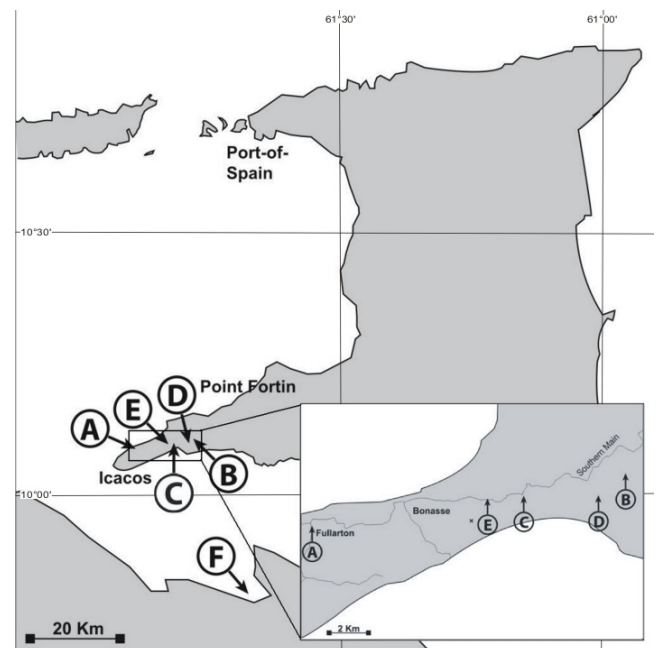 61°30'
61°00'
Port-of-
Spain
10°30'
Point Fortin
D
E
A
B
C
Icacos
10°00'
F
20 Km
Southern Main
Bonasse
B
E
C
D
Fullarton
A
x
2 Km